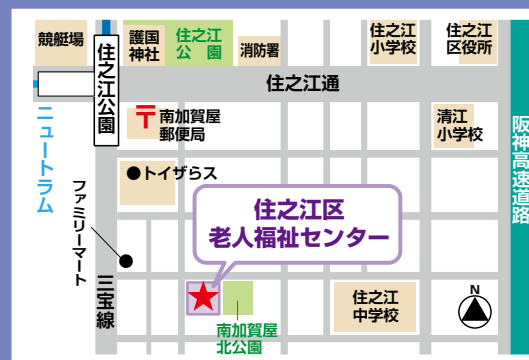 競艇場
護国
神社
住之江
公園
消防署
住之江
小学校
住之江
区役所
住之江公園
住之江通
ニュートラム
〒南加賀屋
郵便局
清江
小学校
阪神高速道路
●トイザらス
ファミリーマート
住之江区
老人福祉センター
三宝線
南加賀屋
北公園
住之江
中学校
N